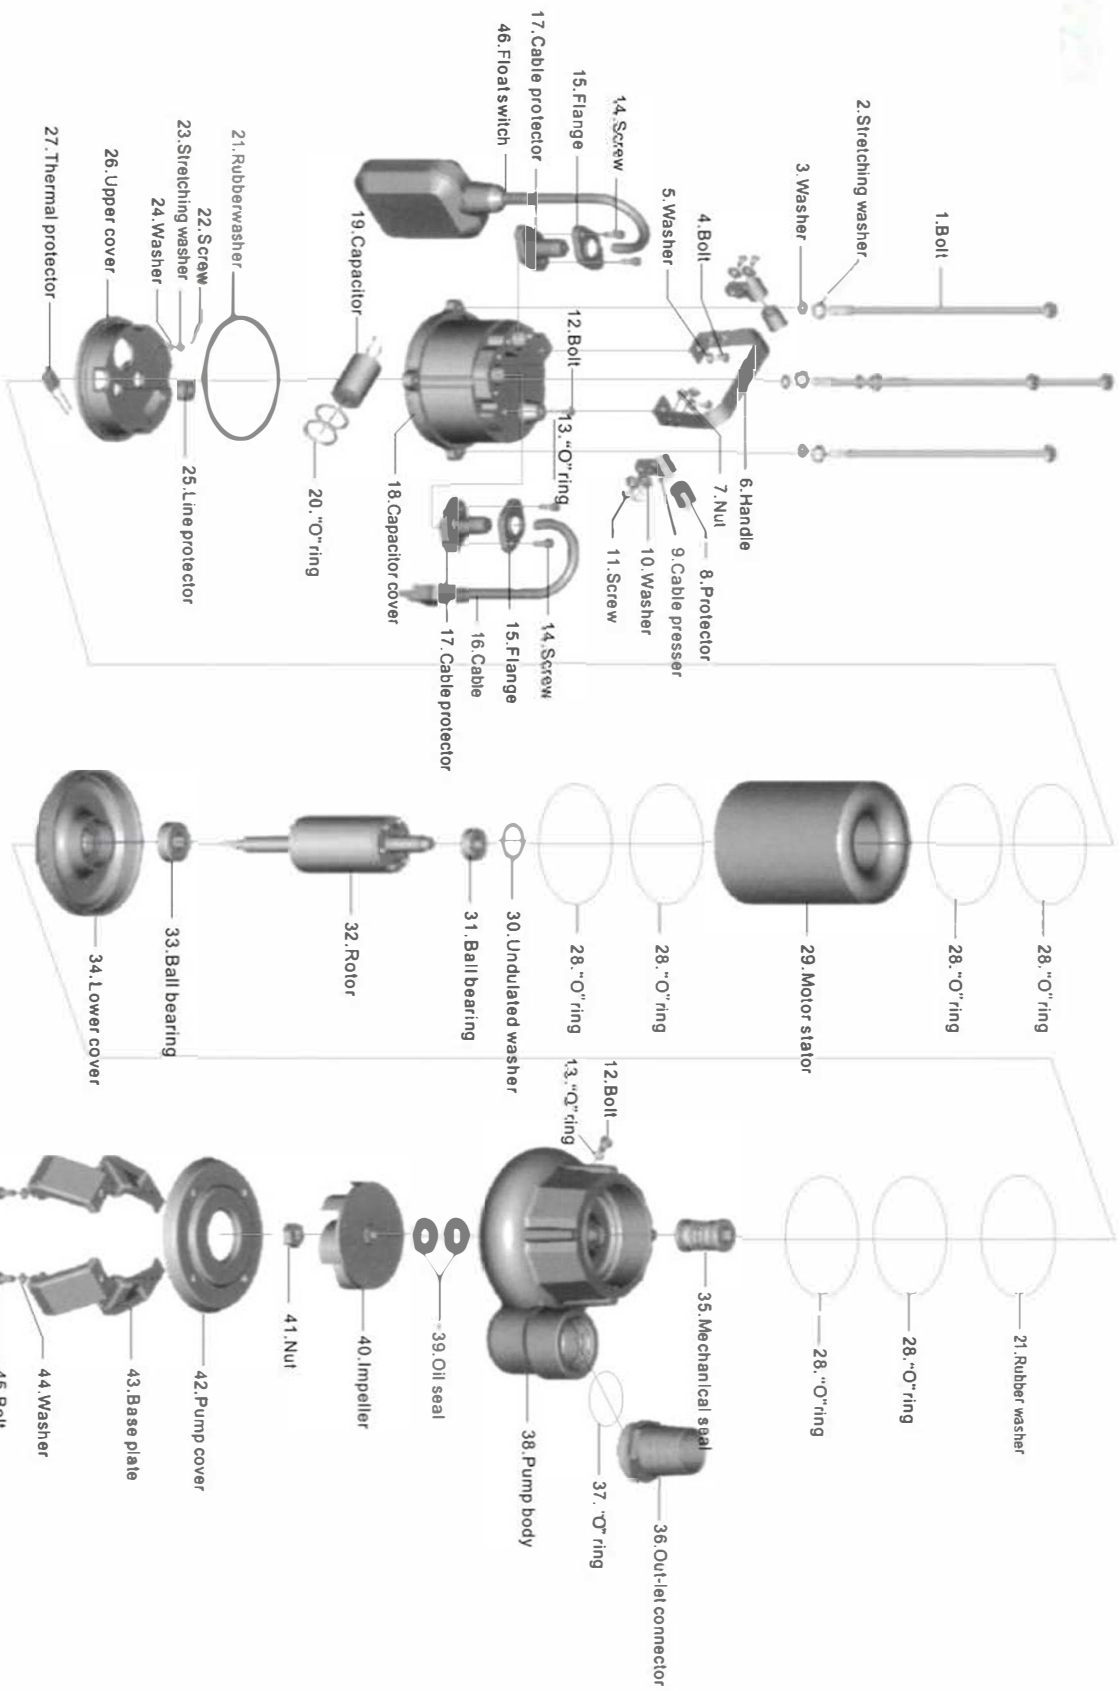 1.Bolt
2.Stretching washer
3.Washer
4.Bolt
5.Washer
6.Handle
7.Nut
8.Protector
9.Cable presser
10.Washer
11.Screw
12.Bolt
13."O"ring
14.Screw
15.Flange
17.Cable protector
46.Floatswitch
14.Screw
15.Flange
16.Cable
17.Cable protector
18.Capacitor cover
19.Capacitor
20."O"ring
21.Rubberwasher
22.Screw
23.Stretching washer
24.Washer
25.Line protector
26.Upper cover
27.Thermal protector
28."O"ring
28."O"ring
29.Motor stator
28."O"ring
28."O"ring
30.Undulated washer
31.Ball bearing
32.Rotor
33.Ball bearing
34.Lower cover
21.Rubber washer
28."O"ring
28."O"ring
35.Mechanical seal
36.Out-let connector
37."O"ring
12.Bolt
13."O"ring
38.Pump body
39.Oil seal
40.Impeller
41.Nut
42.Pump cover
43.Base plate
44.Washer
45.Bolt